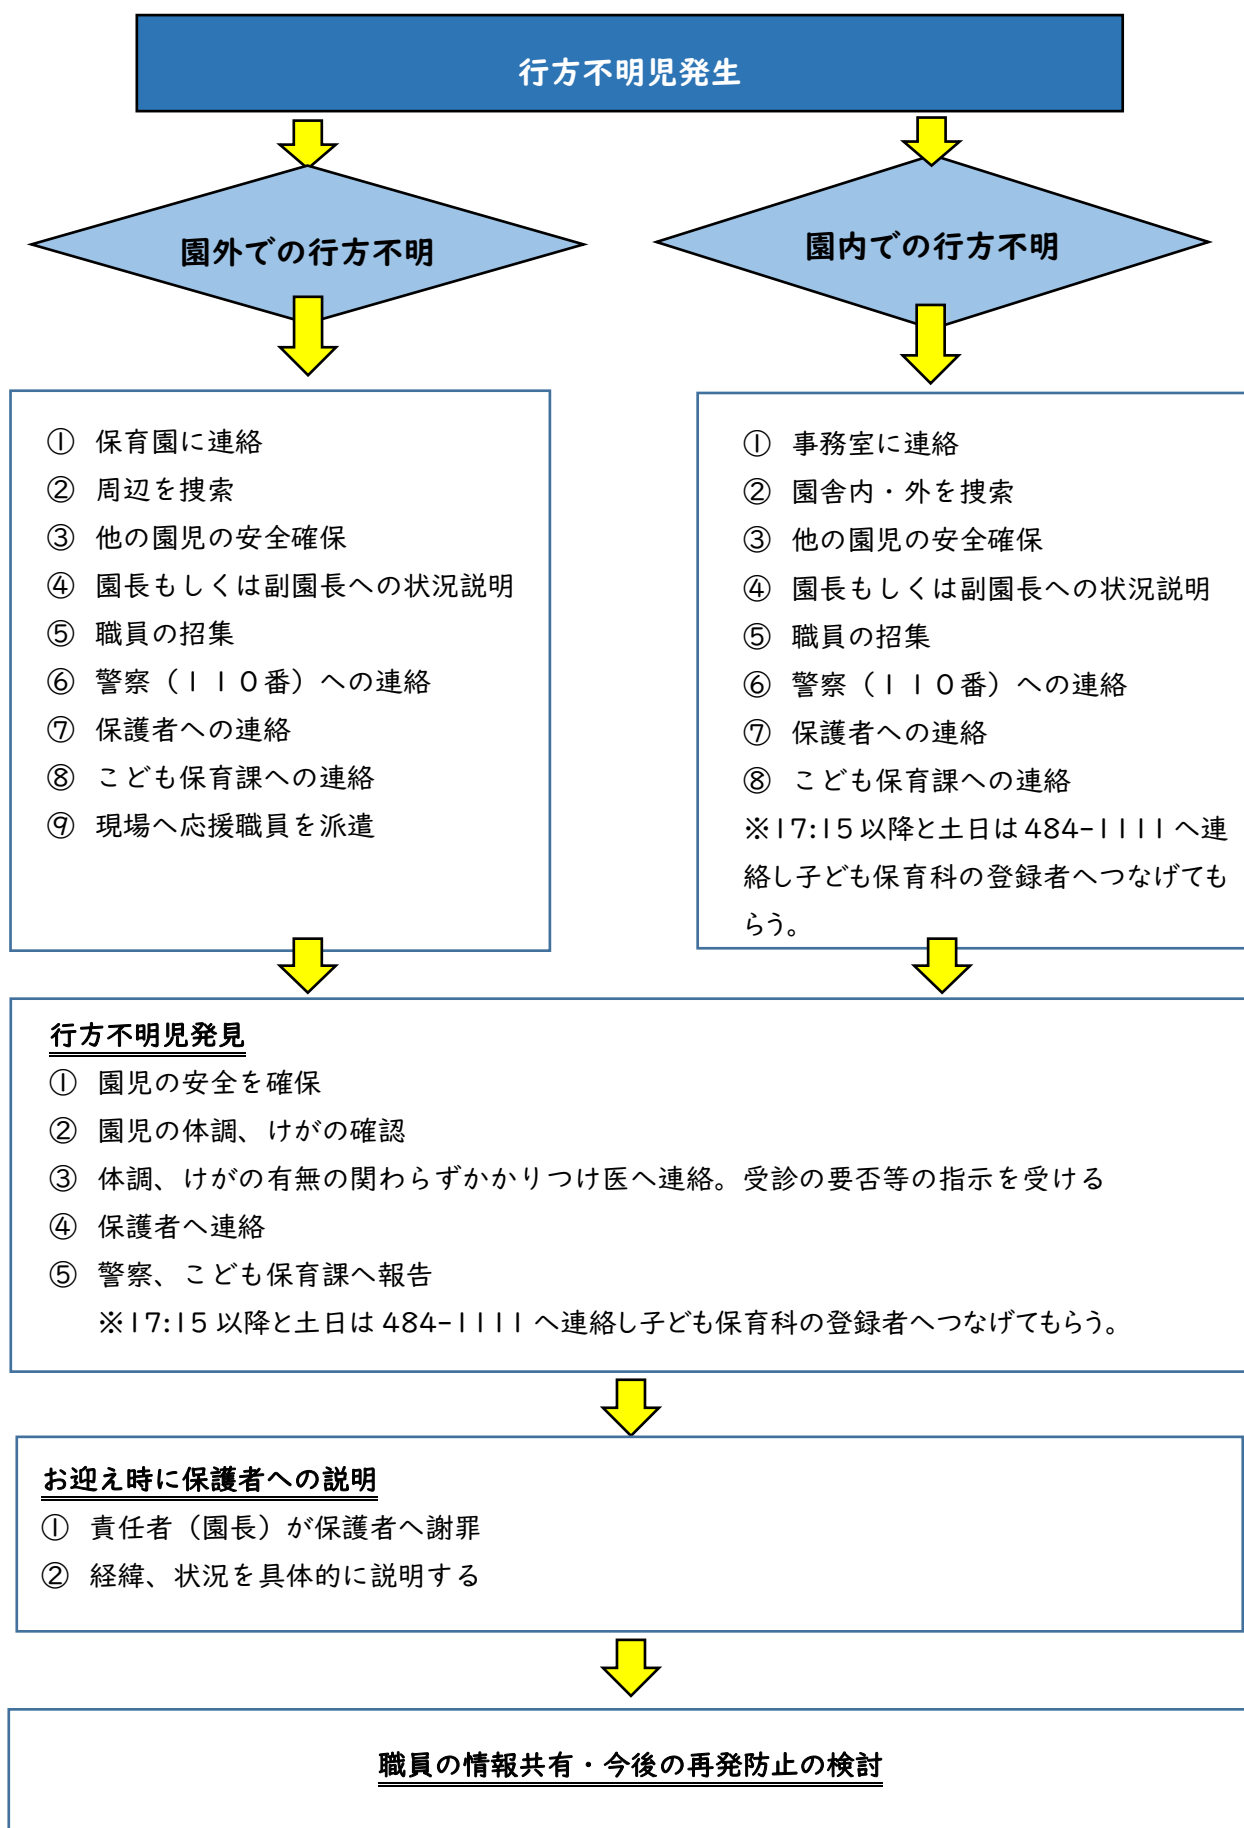 行方不明児発生
園外での行方不明
園内での行方不明
① 保育園に連絡
② 周辺を捜索
③ 他の園児の安全確保
④ 園長もしくは副園長への状況説明
⑤ 職員の招集
⑥ 警察（１１０番）への連絡
⑦ 保護者への連絡
⑧ こども保育課への連絡
⑨ 現場へ応援職員を派遣
① 事務室に連絡
② 園舎内・外を捜索
③ 他の園児の安全確保
④ 園長もしくは副園長への状況説明
⑤ 職員の招集
⑥ 警察（１１０番）への連絡
⑦ 保護者への連絡
⑧ こども保育課への連絡
※17:15以降と土日は484-1111へ連
絡し子ども保育科の登録者へつなげても
らう。
行方不明児発見
① 園児の安全を確保
② 園児の体調、けがの確認
③ 体調、けがの有無の関わらずかかりつけ医へ連絡。受診の要否等の指示を受ける
④ 保護者へ連絡
⑤ 警察、こども保育課へ報告
※17:15以降と土日は484-1111へ連絡し子ども保育科の登録者へつなげてもらう。
お迎え時に保護者への説明
① 責任者（園長）が保護者へ謝罪
② 経緯、状況を具体的に説明する
職員の情報共有・今後の再発防止の検討